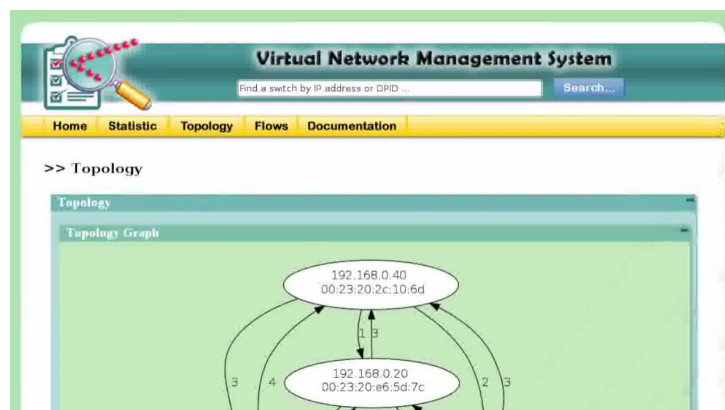 Virtual Network Management System
Find a switch by IP address or DPID ...
Search...
Home Statistic Topology Flows Documentation
>> Topology
Topology
Topology Graph
192.168.0.40
00:23:20:2c:10:6d
1 3
192.168.0.20
00:23:20:e6:5d:7c
3 4 2 3